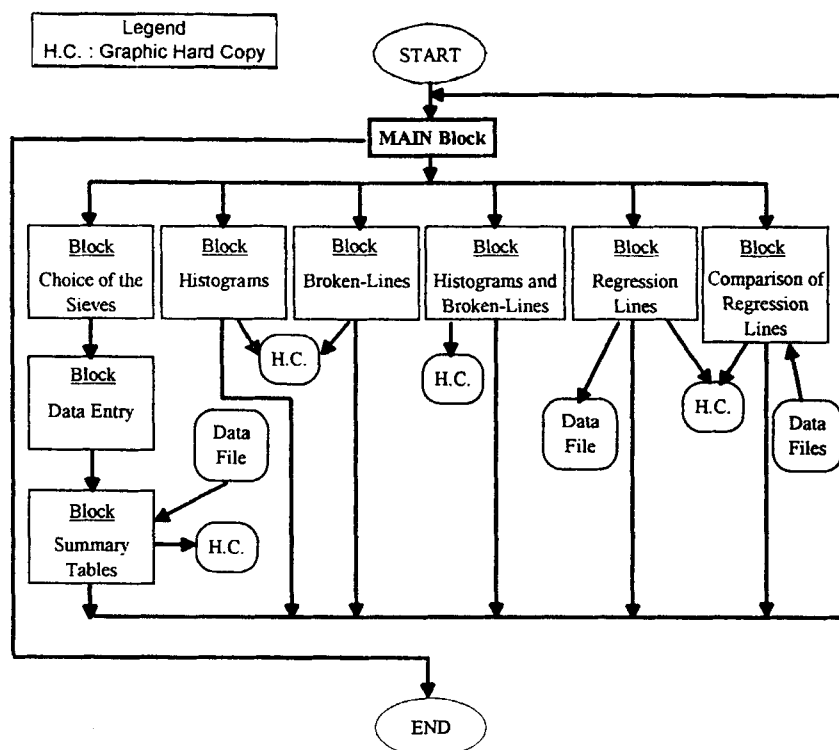 Legend
H.C. : Graphic Hard Copy
START
MAIN Block
Block
Choice of the
Sieves
Block
Histograms
Block
Broken-Lines
Block
Histograms and
Broken-Lines
Block
Regression
Lines
Block
Comparison of
Regression
Lines
H.C.
H.C.
Data
File
H.C.
Data
Files
Block
Data Entry
Data
File
Block
Summary
Tables
H.C.
END